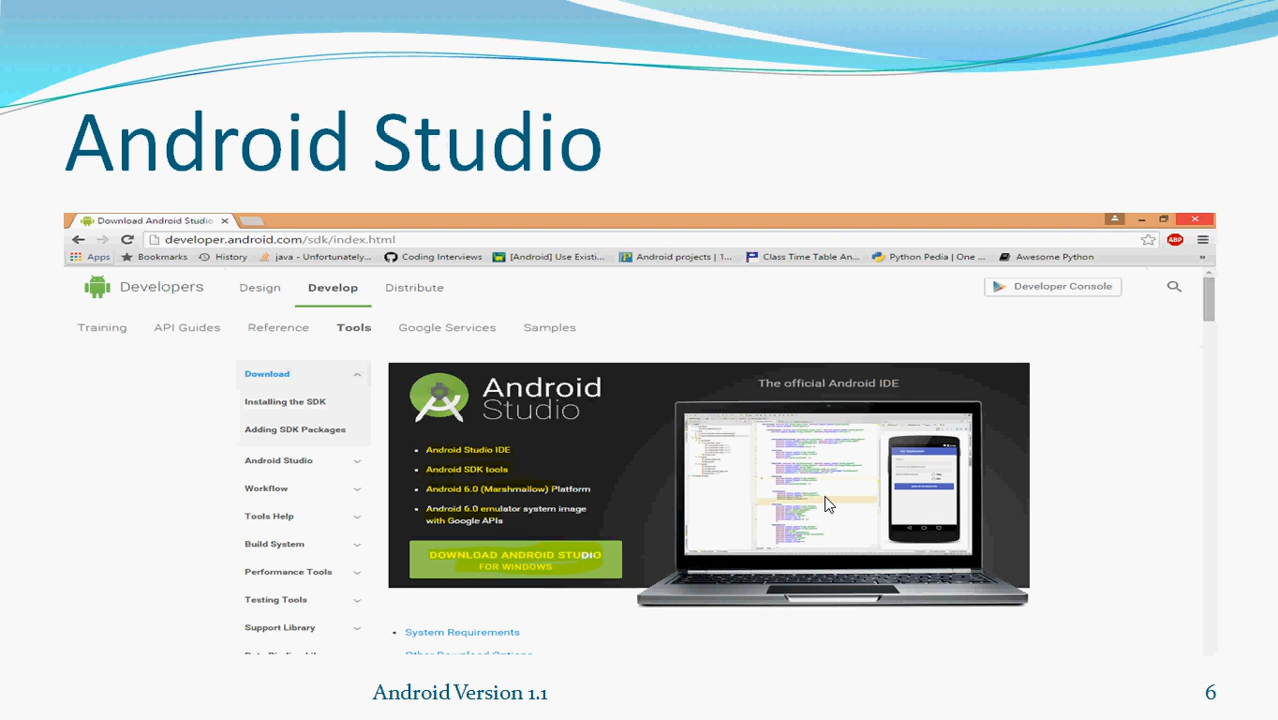 Android Studio
Download Android Studio
developer.android.com/sdk/index.html
ABP
Apps Bookmarks History java - Unfortunately... Coding Interviews [Android] Use Existi... Android projects | 1... Class Time Table An... Python Pedia | One ... Awesome Python »
Developers Design Develop Distribute Developer Console
Training API Guides Reference Tools Google Services Samples
Download
Installing the SDK
Adding SDK Packages
Android Studio
Workflow
Tools Help
Build System
Performance Tools
Testing Tools
Support Library
Android
Studio
The official Android IDE
Android Studio IDE
Android SDK tools
Android 6.0 (Marshmallow) Platform
Android 6.0 emulator system image
with Google APIs
DOWNLOAD ANDROID STUDIO
FOR WINDOWS
System Requirements
Other Download Options
Android Version 1.1
6